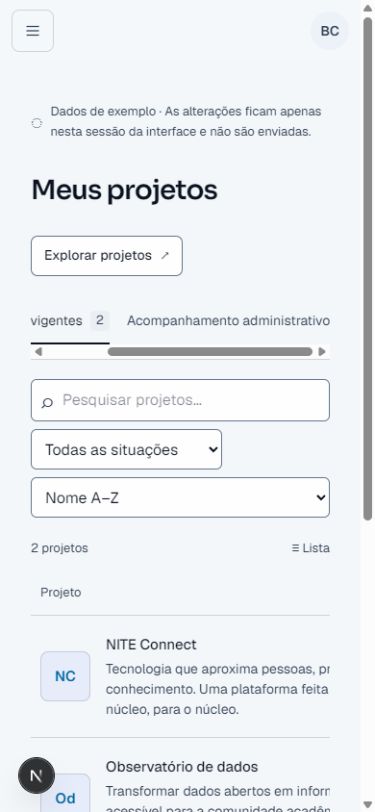 BC
Dados de exemplo · As alterações ficam apenas
nesta sessão da interface e não são enviadas.
Meus projetos
Explorar projetos ↗
vigentes 2 Acompanhamento administrativo
Pesquisar projetos...
Todas as situações
Nome A–Z
2 projetos ≡ Lista
Projeto
NC
NITE Connect
Tecnologia que aproxima pessoas, pr
conhecimento. Uma plataforma feita
núcleo, para o núcleo.
N
Od
Observatório de dados
Transformar dados abertos em inform